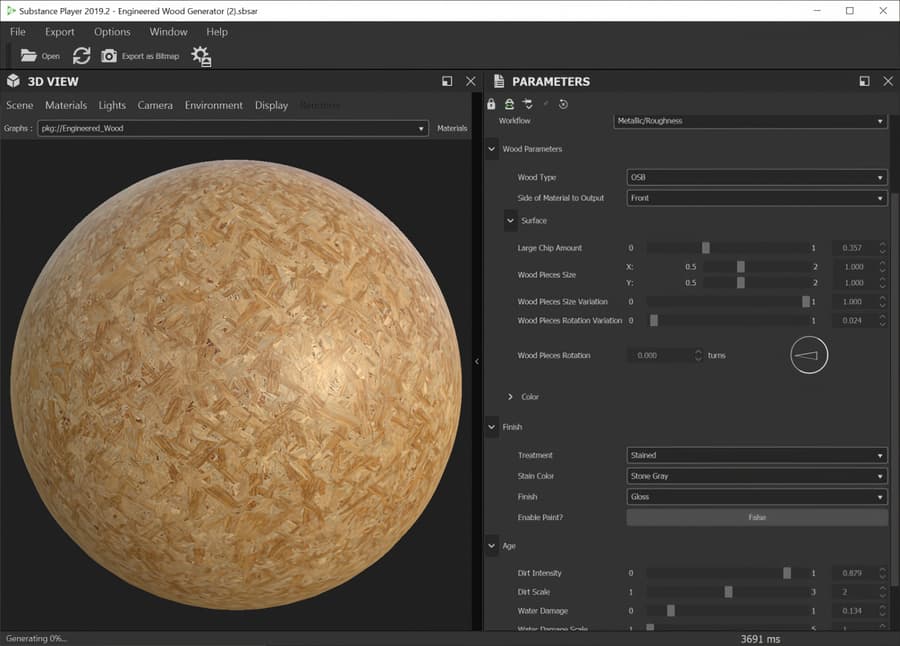 Substance Player 2019.2 - Engineered Wood Generator (2).sbsar
File Export Options Window Help
Open Export as Bitmap
3D VIEW
Scene Materials Lights Camera Environment Display Renderer
Graphs : pkg://Engineered_Wood Materials
PARAMETERS
Workflow Metallic/Roughness
Wood Parameters
Wood Type OSB
Side of Material to Output Front
Surface
Large Chip Amount 0 1 0.357
Wood Pieces Size
X: 0.5 2 1.000
Y: 0.5 2 1.000
Wood Pieces Size Variation 0 1 1.000
Wood Pieces Rotation Variation 0 1 0.024
Wood Pieces Rotation 0.000 turns
Color
Finish
Treatment Stained
Stain Color Stone Gray
Finish Gloss
Enable Paint? False
Age
Dirt Intensity 0 1 0.879
Dirt Scale 1 3 2
Water Damage 0 1 0.134
Water Damage Scale 1 5 1
Generating 0%... 3691 ms